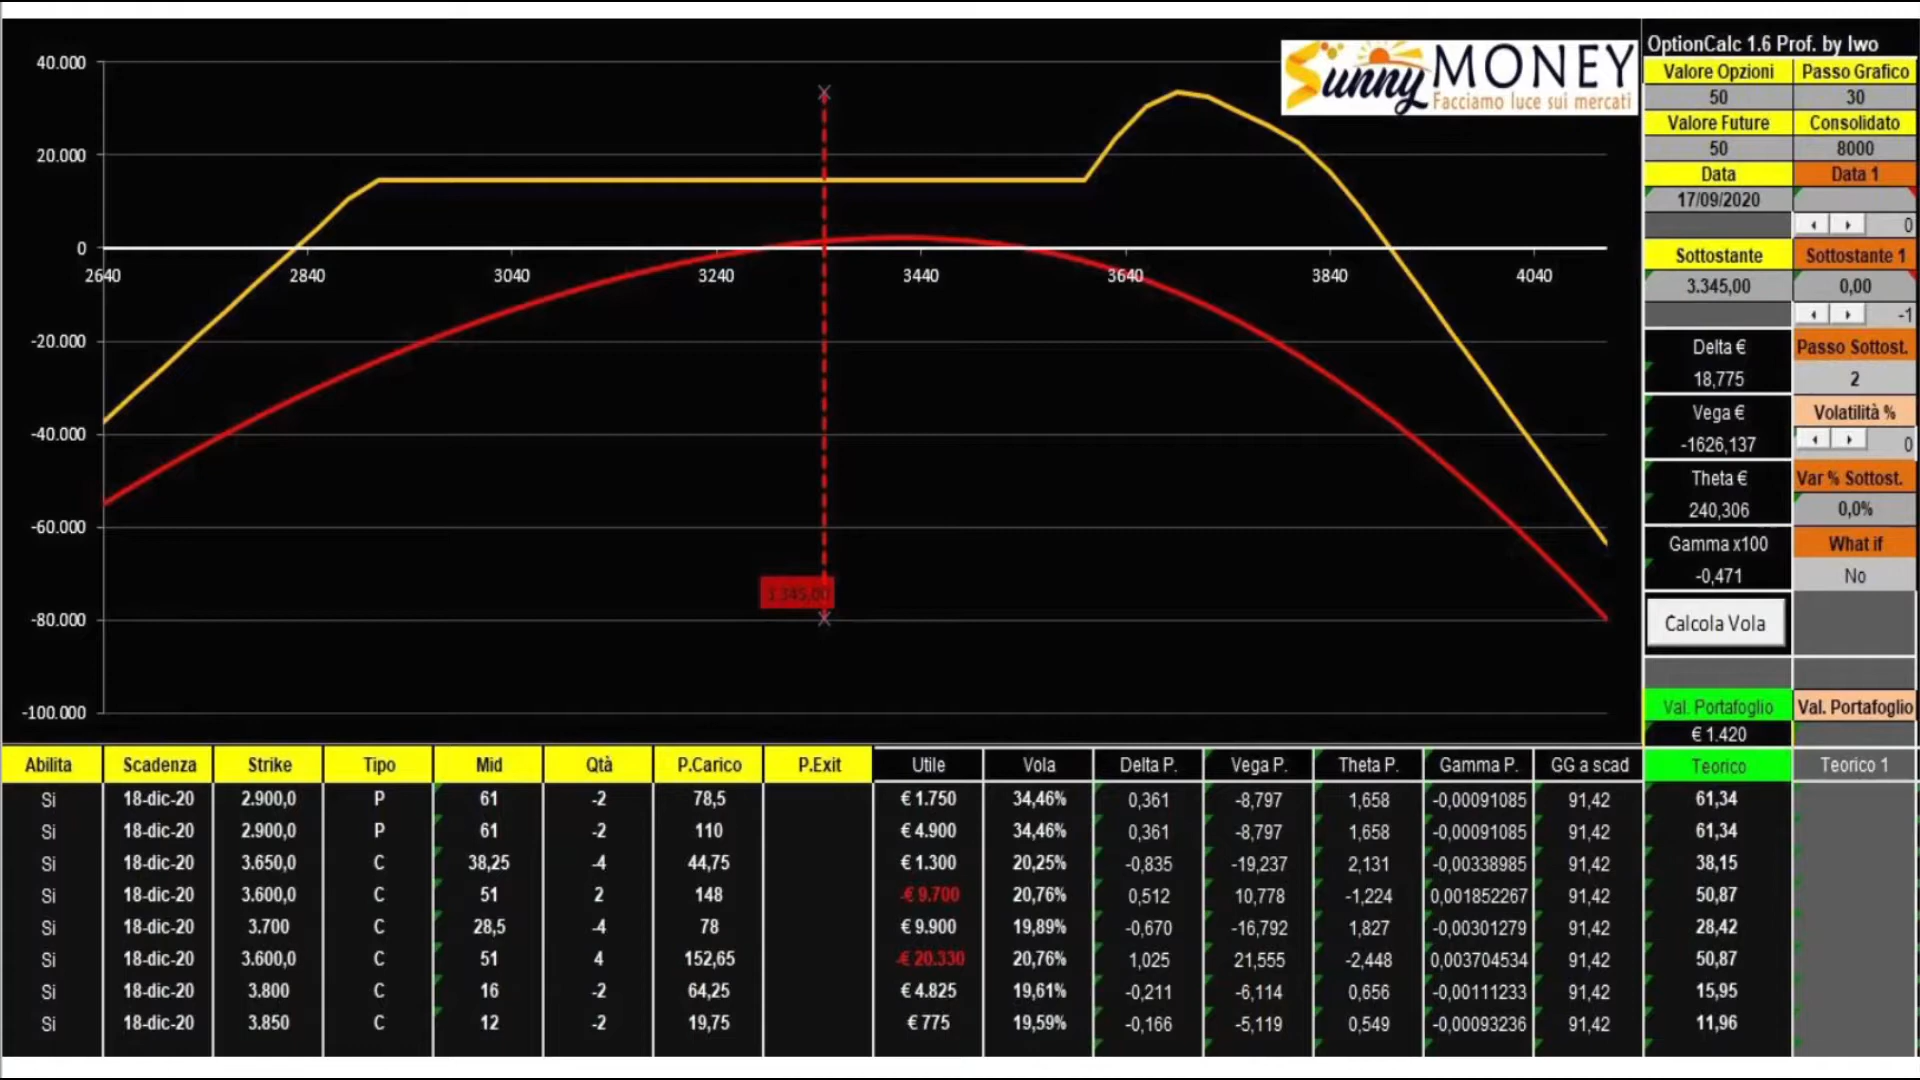 OptionCalc 1.6 Prof. by Iwo
Sunny MONEY
Facciamo luce sui mercati
Valore Opzioni Passo Grafico
50 30
Valore Future Consolidato
50 8000
Data Data 1
17/09/2020
0
Sottostante Sottostante 1
3.345,00 0,00
-1
Delta € Passo Sottost.
18,775 2
Vega € Volatilità %
-1626,137 0
Theta € Var % Sottost.
240,306 0,0%
Gamma x100 What if
-0,471 No
Calcola Vola
Val. Portafoglio Val. Portafoglio
€ 1.420
40.000
20.000
0
2640 2840 3040 3240 3440 3640 3840 4040
-20.000
-40.000
-60.000
3.345,00
-80.000
-100.000
Abilita Scadenza Strike Tipo Mid Qtà P.Carico P.Exit Utile Vola Delta P. Vega P. Theta P. Gamma P. GG a scad Teorico Teorico 1
Si 18-dic-20 2.900,0 P 61 -2 78,5 € 1.750 34,46% 0,361 -8,797 1,658 -0,00091085 91,42 61,34
Si 18-dic-20 2.900,0 P 61 -2 110 € 4.900 34,46% 0,361 -8,797 1,658 -0,00091085 91,42 61,34
Si 18-dic-20 3.650,0 C 38,25 -4 44,75 € 1.300 20,25% -0,835 -19,237 2,131 -0,00338985 91,42 38,15
Si 18-dic-20 3.600,0 C 51 2 148 -€ 9.700 20,76% 0,512 10,778 -1,224 0,001852267 91,42 50,87
Si 18-dic-20 3.700 C 28,5 -4 78 € 9.900 19,89% -0,670 -16,792 1,827 -0,00301279 91,42 28,42
Si 18-dic-20 3.600,0 C 51 4 152,65 -€ 20.330 20,76% 1,025 21,555 -2,448 0,003704534 91,42 50,87
Si 18-dic-20 3.800 C 16 -2 64,25 € 4.825 19,61% -0,211 -6,114 0,656 -0,00111233 91,42 15,95
Si 18-dic-20 3.850 C 12 -2 19,75 € 775 19,59% -0,166 -5,119 0,549 -0,00093236 91,42 11,96